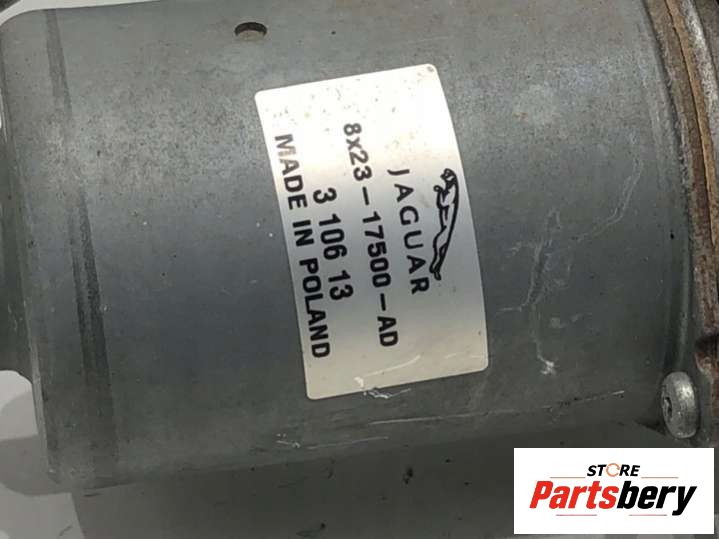 JAGUAR
8x23-17500-AD
3 106 13
MADE IN POLAND
STORE
Partsbery